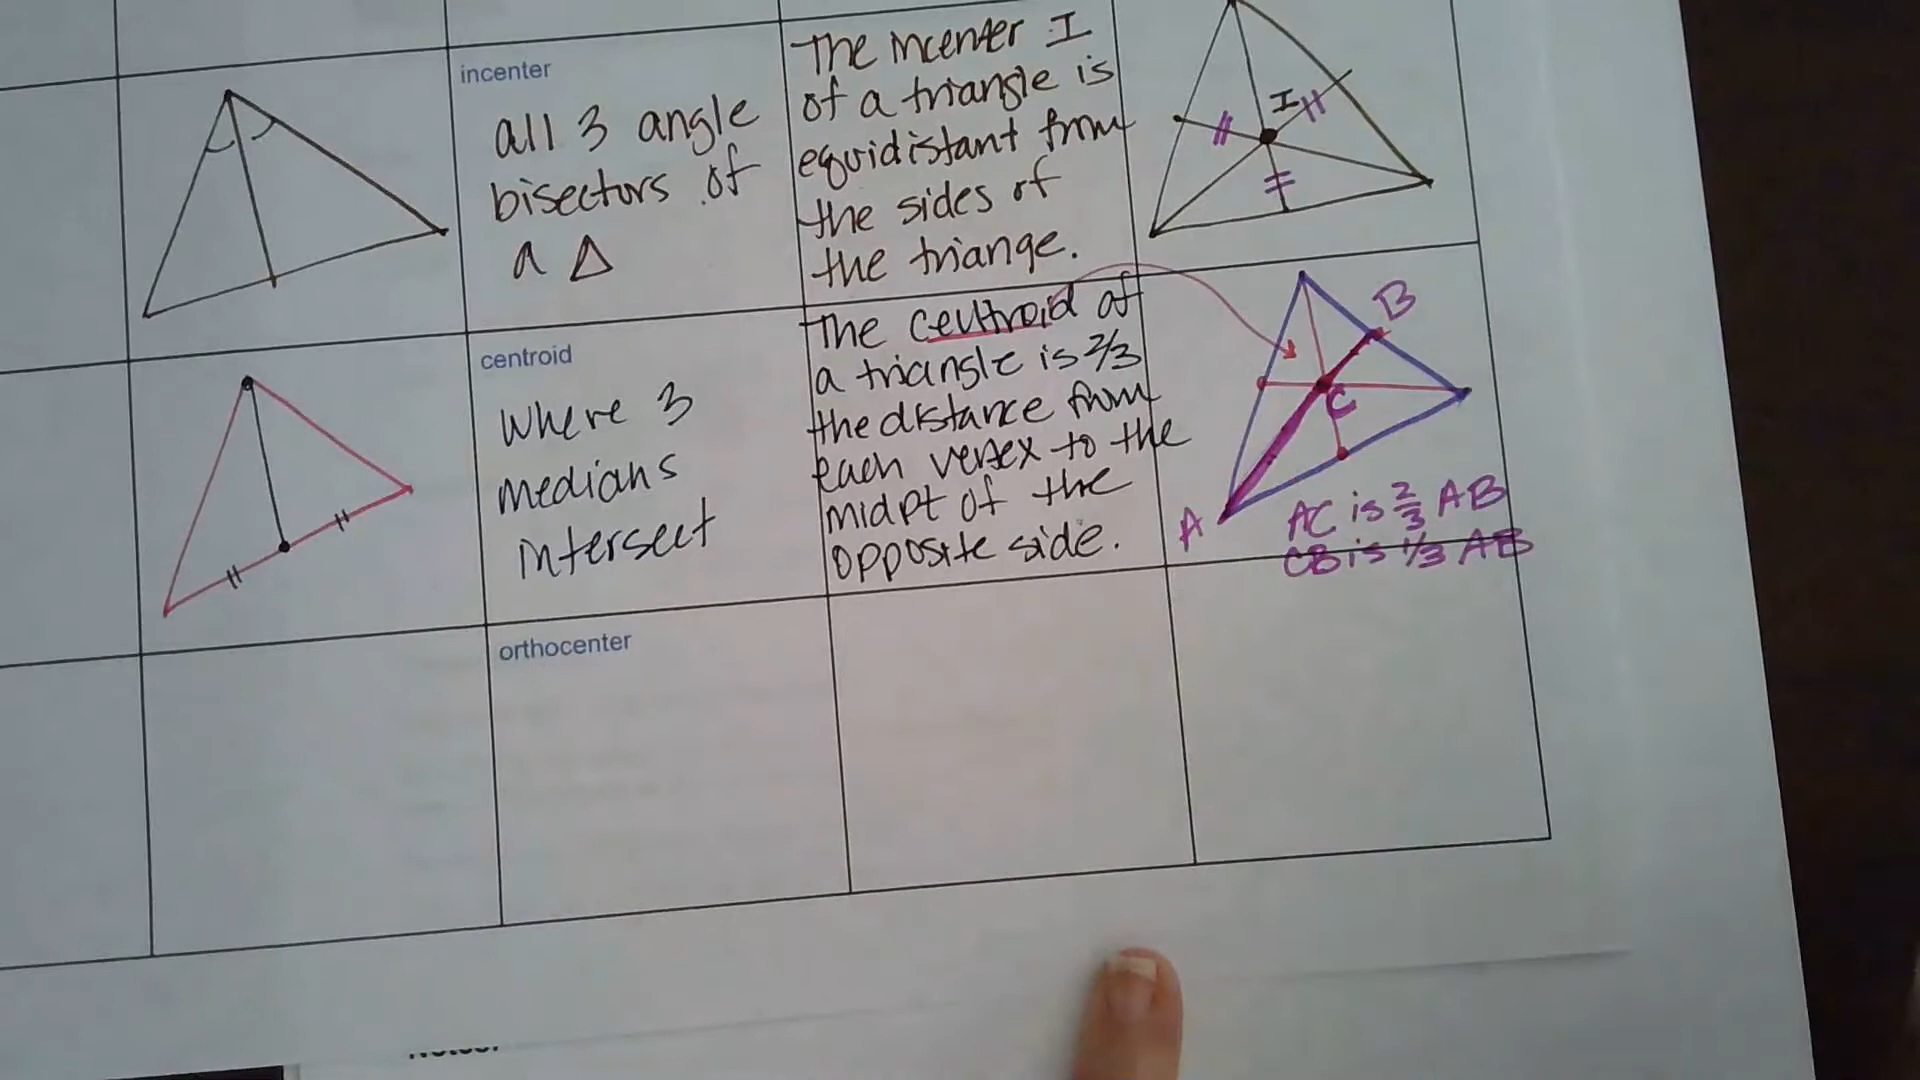 incenter
all 3 angle
bisectors of
a △
The incenter I
of a triangle is
equidistant from
the sides of
the triange.
I
centroid
where 3
medians
intersect
The centroid of
a triangle is 2/3
the distance from
each vertex to the
midpt of the
opposite side.
B
C
A
AC is 2/3 AB
CB is 1/3 AB
orthocenter